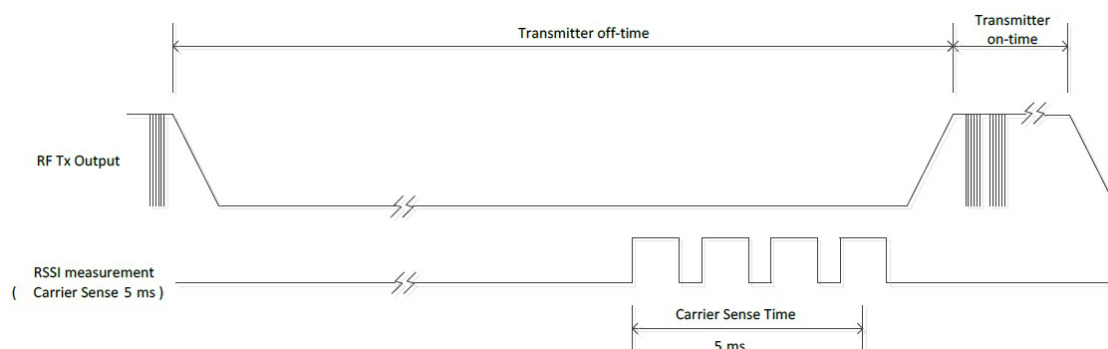 Transmitter off-time
Transmitter
on-time
RF Tx Output
RSSI measurement
( Carrier Sense 5 ms )
Carrier Sense Time
5 ms